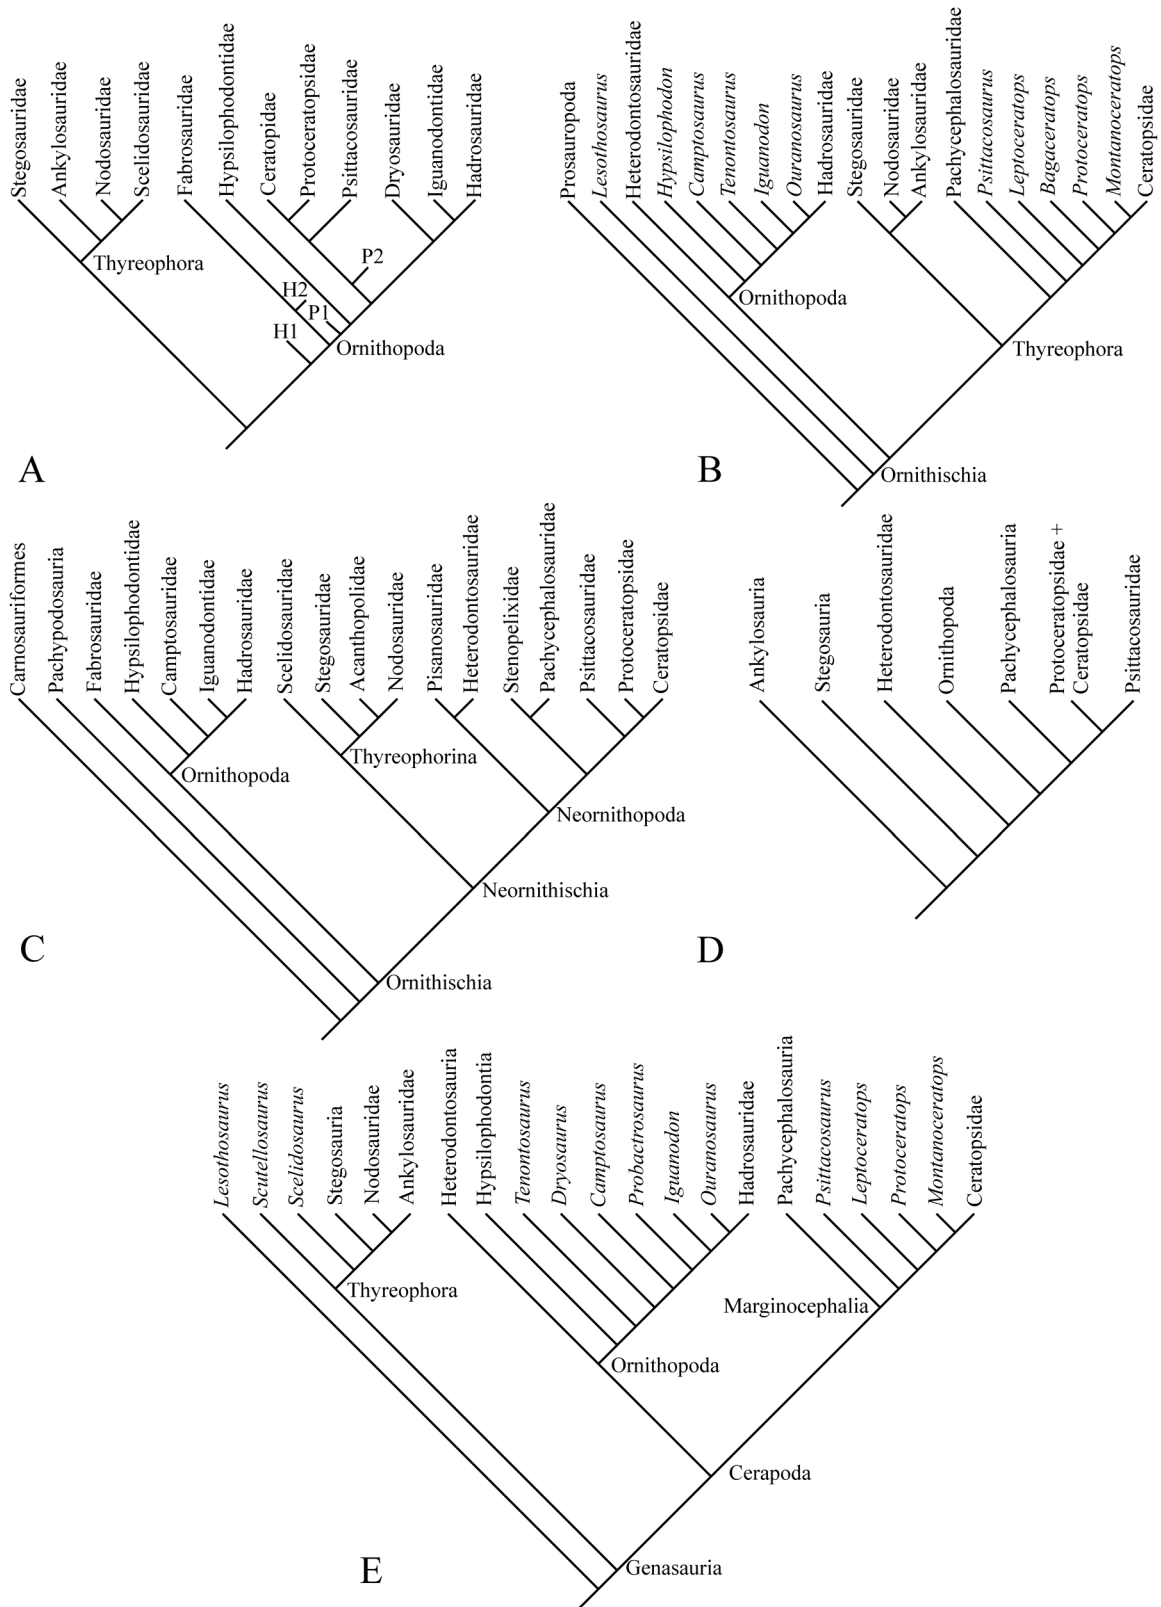 Stegosauridae
Ankylosauridae
Nodosauridae
Scelidosauridae
Fabrosauridae
Hypsilophodontidae
Ceratopidae
Protoceratopsidae
Psittacosauridae
Dryosauridae
Iguanodontidae
Hadrosauridae
Thyreophora
P2
H2
P1
H1
Ornithopoda
A
Prosauropoda
Lesothosaurus
Heterodontosauridae
Hypsilophodon
Camptosaurus
Tenontosaurus
Iguanodon
Ouranosaurus
Hadrosauridae
Stegosauridae
Nodosauridae
Ankylosauridae
Pachycephalosauridae
Psittacosaurus
Leptoceratops
Bagaceratops
Protoceratops
Montanoceratops
Ceratopsidae
Ornithopoda
Thyreophora
Ornithischia
B
Carnosauriformes
Pachypodosauria
Fabrosauridae
Hypsilophodontidae
Camptosauridae
Iguanodontidae
Hadrosauridae
Scelidosauridae
Stegosauridae
Acanthopolidae
Nodosauridae
Pisanosauridae
Heterodontosauridae
Stenopelixidae
Pachycephalosauridae
Psittacosauridae
Protoceratopsidae
Ceratopsidae
Ornithopoda
Thyreophorina
Neornithopoda
Neornithischia
Ornithischia
C
Ankylosauria
Stegosauria
Heterodontosauridae
Ornithopoda
Pachycephalosauria
Protoceratopsidae +
Ceratopsidae
Psittacosauridae
D
Lesothosaurus
Scutellosaurus
Scelidosaurus
Stegosauria
Nodosauridae
Ankylosauridae
Heterodontosauria
Hypsilophodontia
Tenontosaurus
Dryosaurus
Camptosaurus
Probactrosaurus
Iguanodon
Ouranosaurus
Hadrosauridae
Pachycephalosauria
Psittacosaurus
Leptoceratops
Protoceratops
Montanoceratops
Ceratopsidae
Thyreophora
Marginocephalia
Ornithopoda
Cerapoda
Genasauria
E